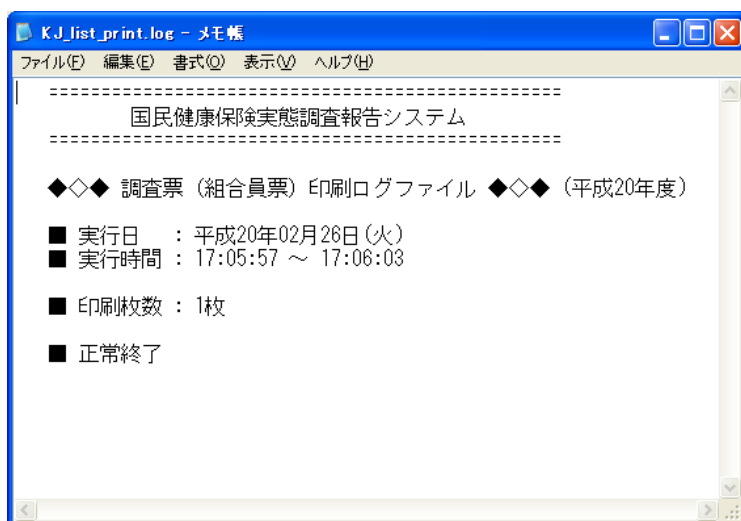 KJ_list_print.log - メモ帳
ファイル(F) 編集(E) 書式(O) 表示(V) ヘルプ(H)
=================================================
国民健康保険実態調査報告システム
=================================================
◆◇◆ 調査票（組合員票）印刷ログファイル ◆◇◆（平成20年度）
■ 実行日 : 平成20年02月26日(火)
■ 実行時間 : 17:05:57 ～ 17:06:03
■ 印刷枚数 : 1枚
■ 正常終了